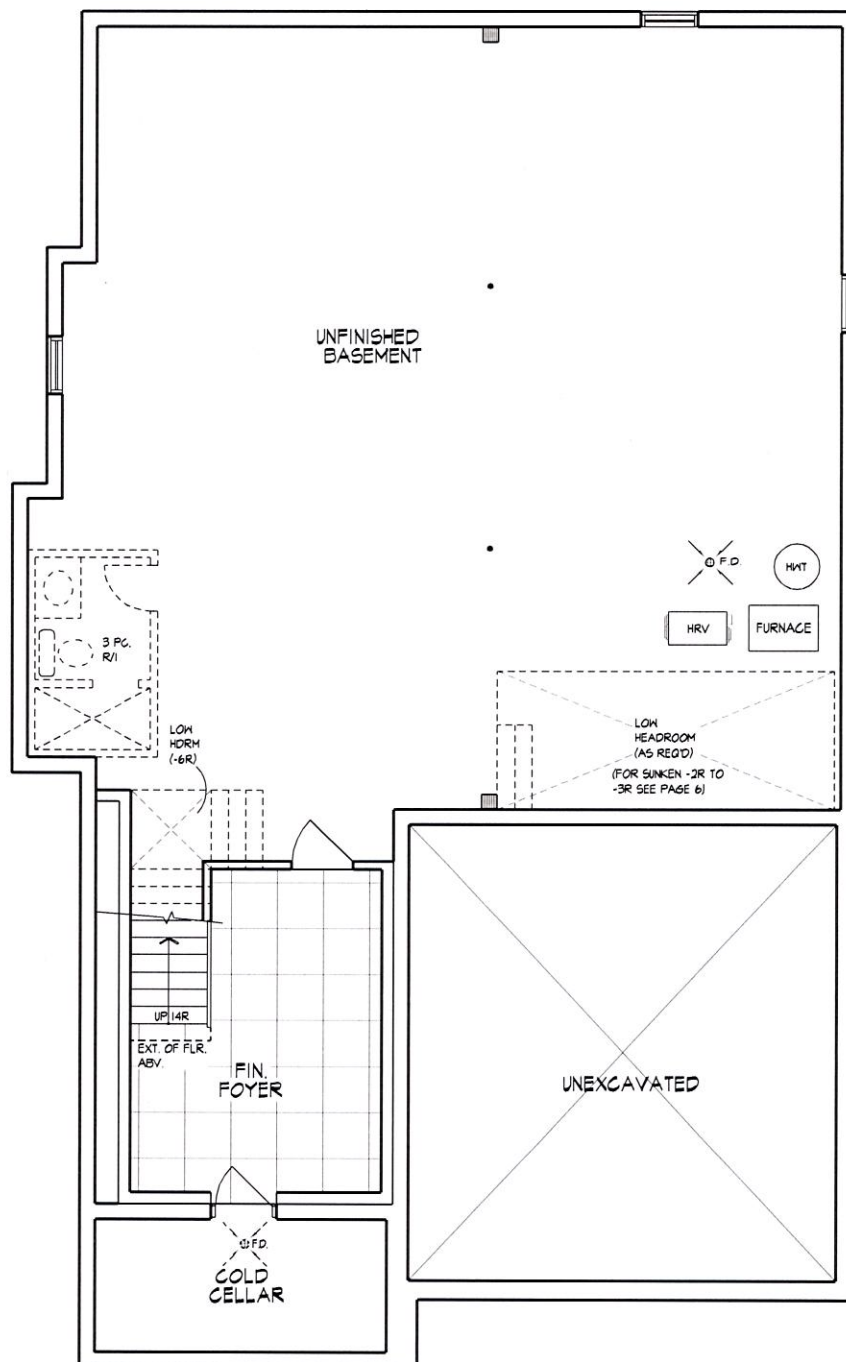 UNFINISHED
BASEMENT
F.D.
HWT
HRV
FURNACE
3 PC.
R/I
LOW
HDRM
(-6R)
LOW
HEADROOM
(AS REQ'D)
(FOR SUNKEN -2R TO
-3R SEE PAGE 6)
UP 14R
EXT. OF FLR.
ABV.
FIN.
FOYER
UNEXCAVATED
F.D.
COLD
CELLAR